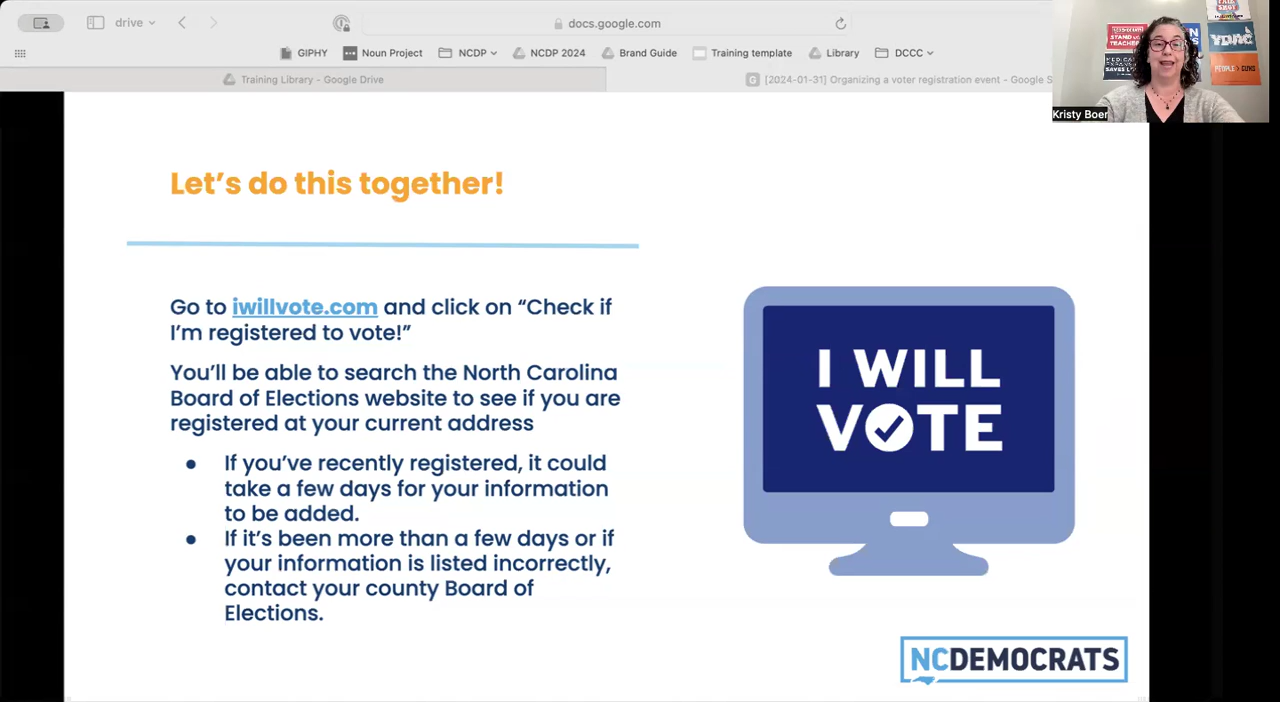 drive
docs.google.com
GIPHY
Noun Project
NCDP
NCDP 2024
Brand Guide
Training template
Library
DCCC
Training Library - Google Drive
[2024-01-31] Organizing a voter registration event - Google S
Kristy Boer
Let's do this together!
Go to iwillvote.com and click on “Check if
I'm registered to vote!”
You'll be able to search the North Carolina
Board of Elections website to see if you are
registered at your current address
● If you've recently registered, it could
take a few days for your information
to be added.
● If it's been more than a few days or if
your information is listed incorrectly,
contact your county Board of
Elections.
I WILL
VOTE
NCDEMOCRATS